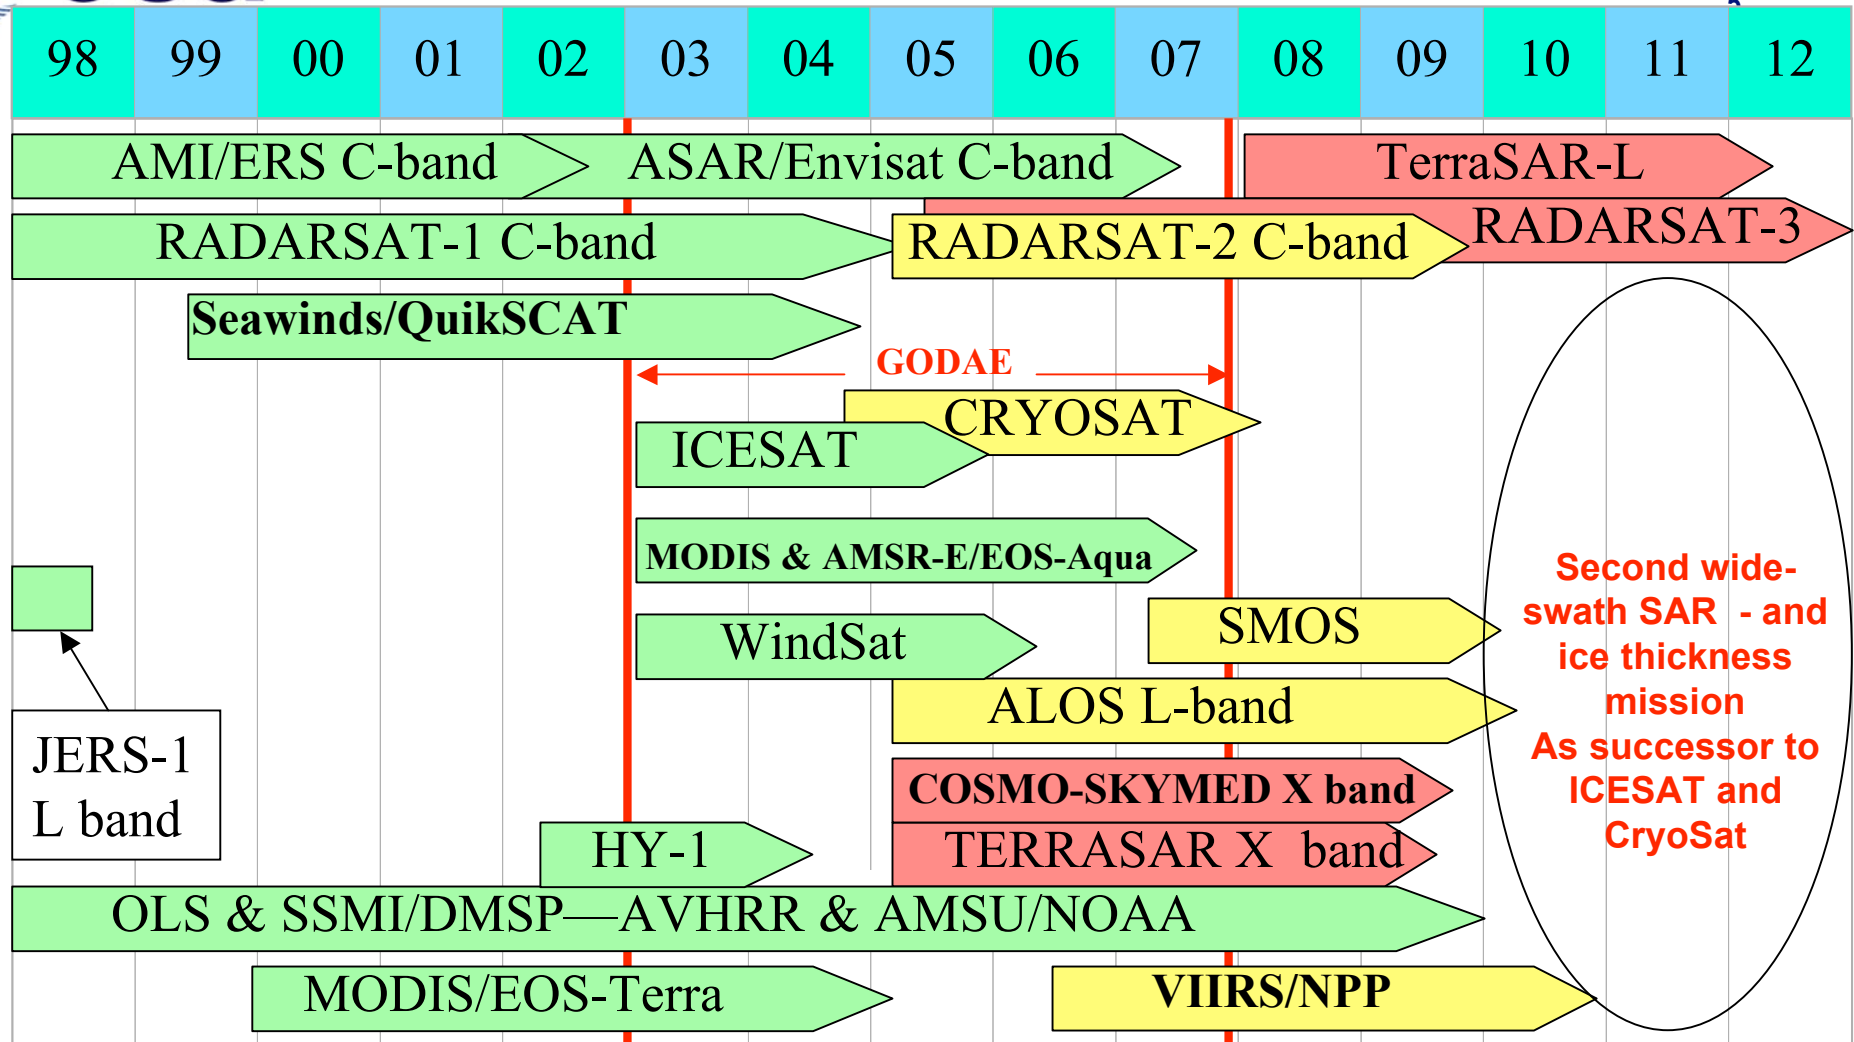 98 99 00 01 02 03 04 05 06 07 08 09 10 11 12
AMI/ERS C-band ASAR/Envisat C-band TerraSAR-L
RADARSAT-1 C-band RADARSAT-2 C-band RADARSAT-3
Seawinds/QuikSCAT
GODAE
CRYOSAT
ICESAT
MODIS & AMSR-E/EOS-Aqua
SMOS
WindSat
ALOS L-band
JERS-1
L band
COSMO-SKYMED X band
HY-1 TERRASAR X band
OLS & SSMI/DMSP—AVHRR & AMSU/NOAA
MODIS/EOS-Terra VIIRS/NPP
Second wide-
swath SAR - and
ice thickness
mission
As successor to
ICESAT and
CryoSat